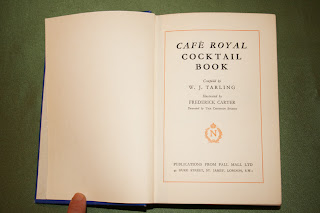 CAFÉ ROYAL
COCKTAIL
BOOK
Compiled by
W. J. TARLING
Illustrated by
FREDERICK CARTER
N
PUBLICATIONS FROM PALL MALL LTD